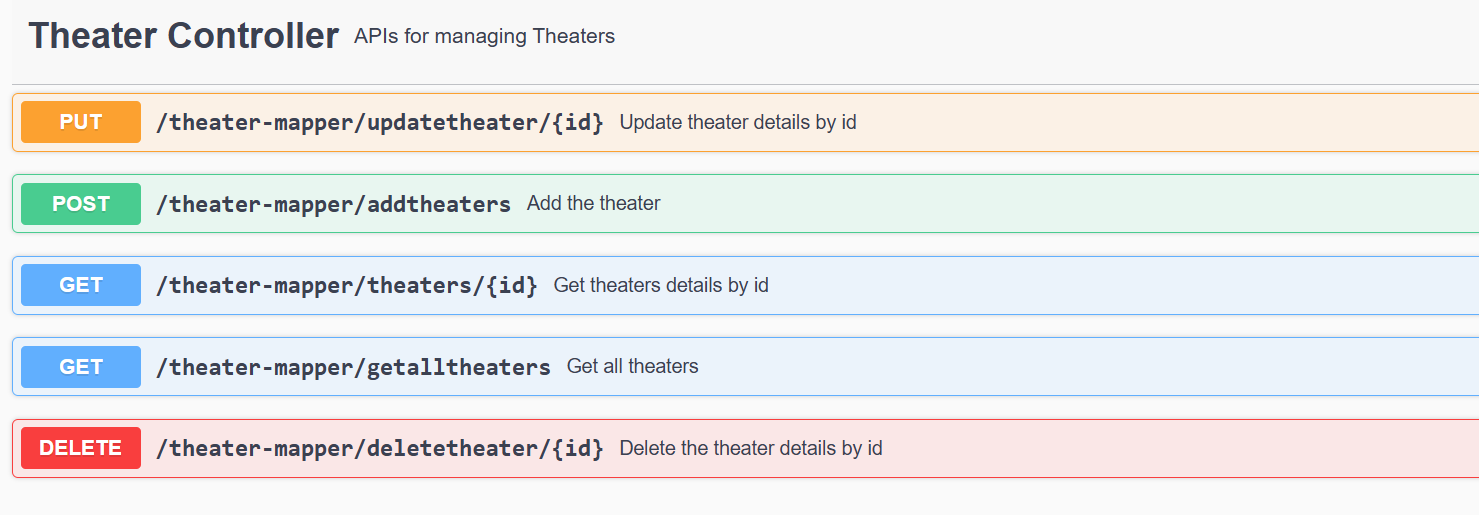 Theater Controller APIs for managing Theaters
PUT /theater-mapper/updatetheater/{id} Update theater details by id
POST /theater-mapper/addtheaters Add the theater
GET /theater-mapper/theaters/{id} Get theaters details by id
GET /theater-mapper/getalltheaters Get all theaters
DELETE /theater-mapper/deletetheater/{id} Delete the theater details by id